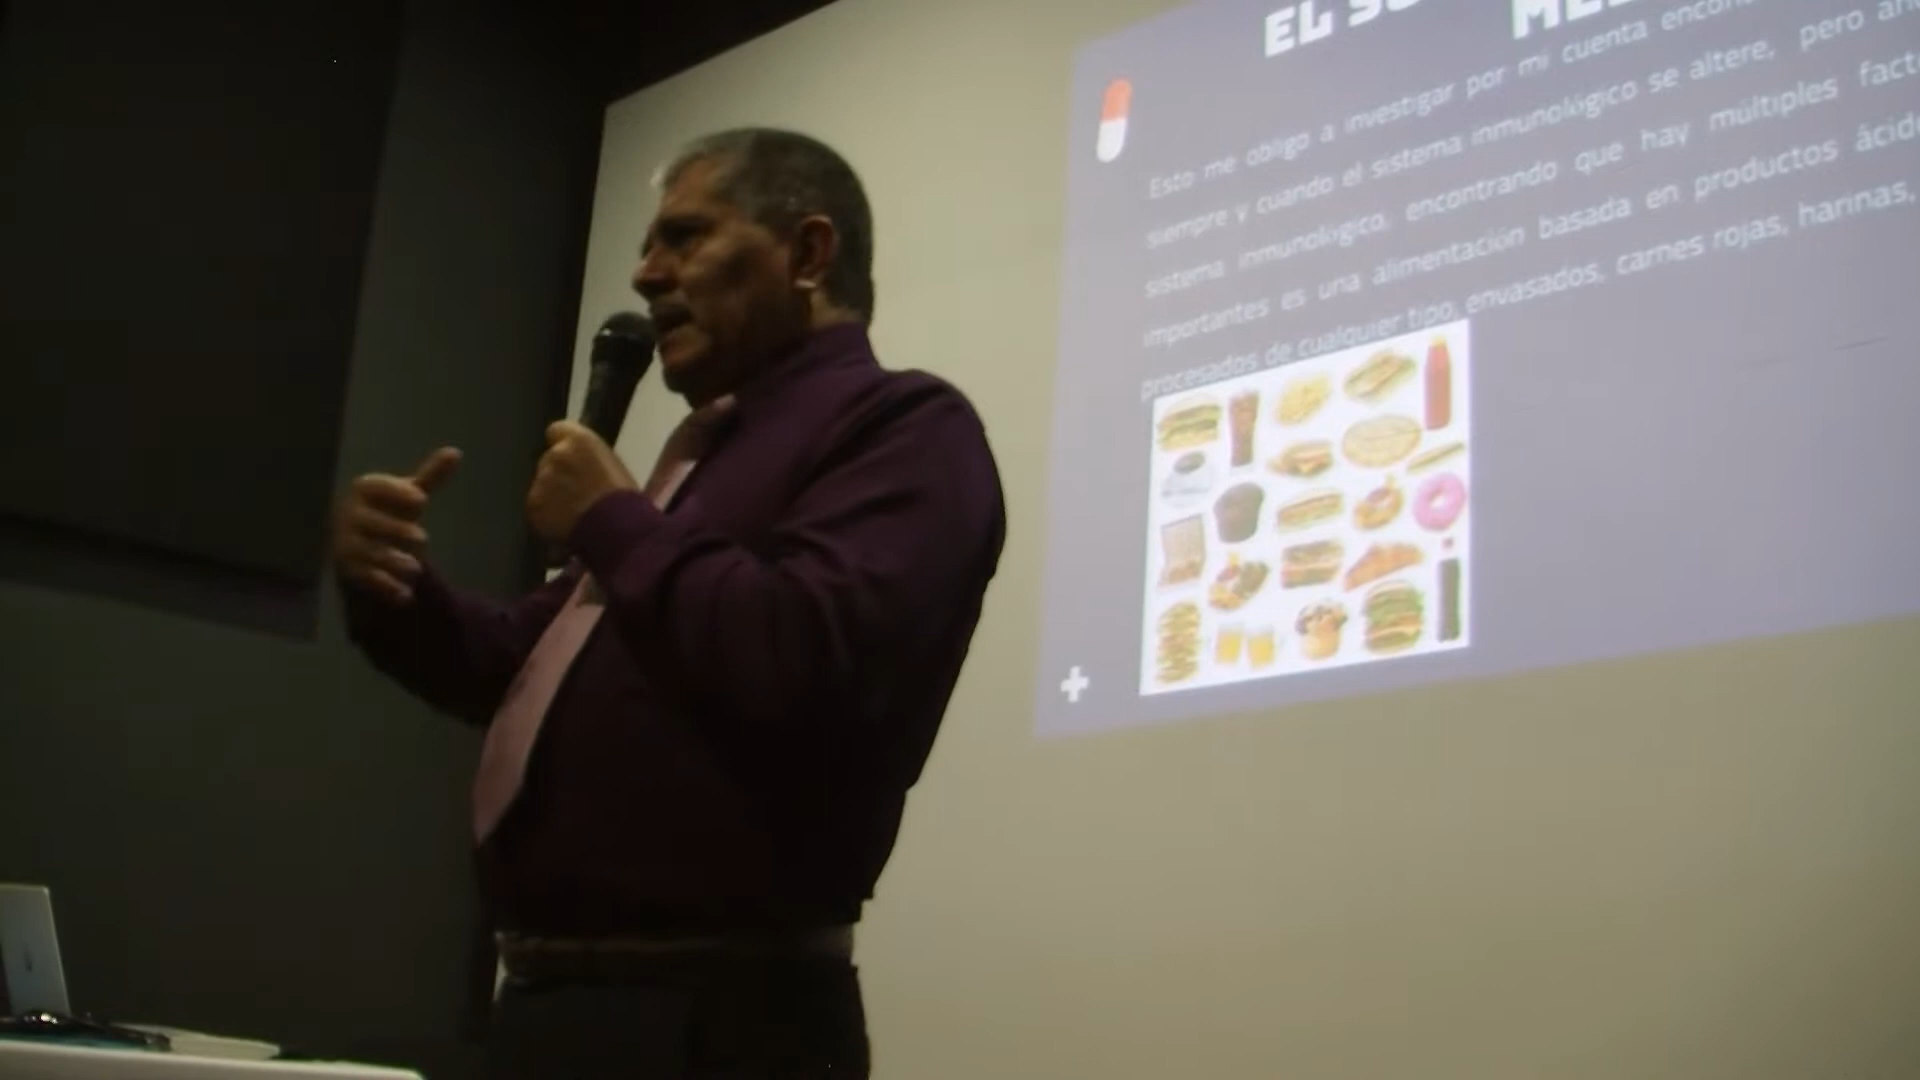 EL
Esto me obligo a investigar por mi cuenta
siempre y cuando el sistema inmunológico se altere, pero
sistema inmunológico, encontrando que hay múltiples
importantes es una alimentación basada en productos
procesados de cualquier tipo, envasados, carnes rojas, harinas,